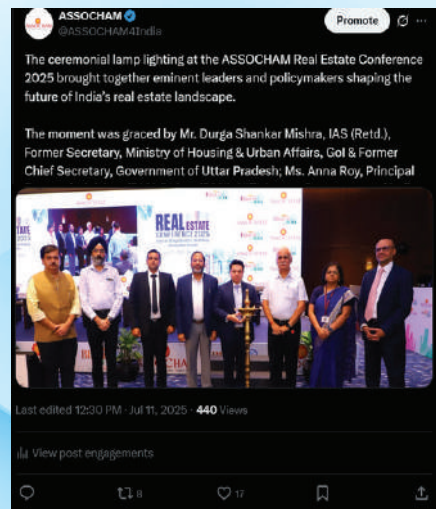 ASSOCHAM
@ASSOCHAM4India
Promote
The ceremonial lamp lighting at the ASSOCHAM Real Estate Conference
2025 brought together eminent leaders and policymakers shaping the
future of India's real estate landscape.
The moment was graced by Mr. Durga Shankar Mishra, IAS (Retd.),
Former Secretary, Ministry of Housing & Urban Affairs, GoI & Former
Chief Secretary, Government of Uttar Pradesh; Ms. Anna Roy, Principal
REAL ESTATE
CONFERENCE 2025
Last edited 12:30 PM · Jul 11, 2025 · 440 Views
View post engagements
8
17